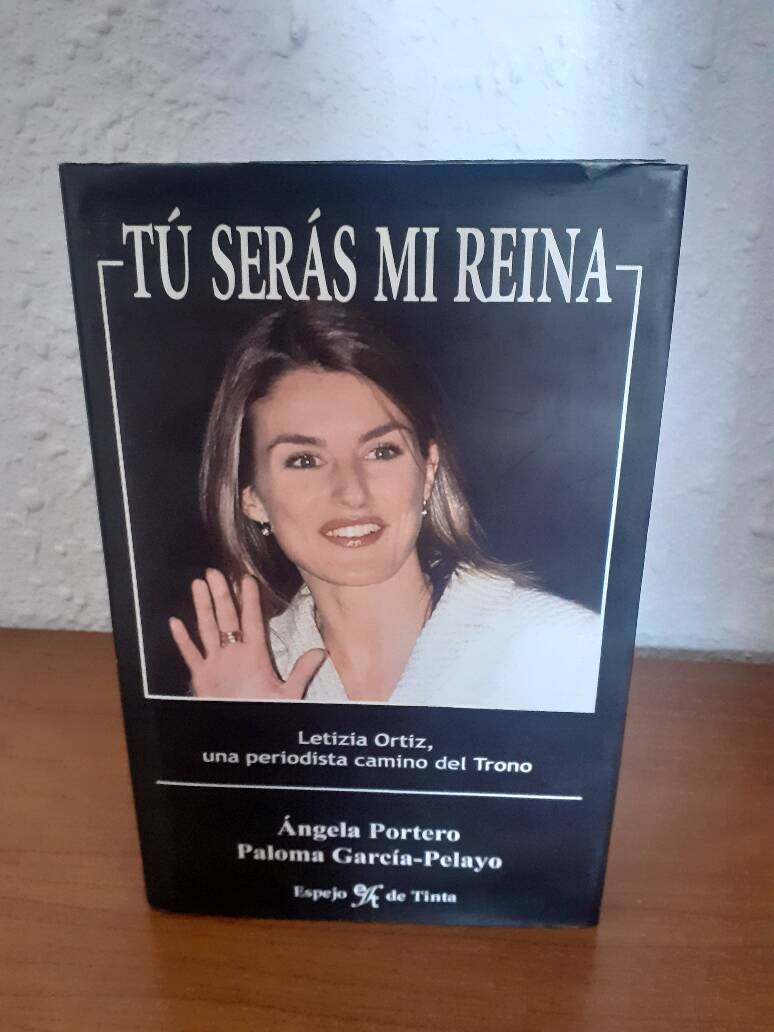 TÚ SERÁS MI REINA
Letizia Ortiz,
una periodista camino del Trono
Ángela Portero
Paloma García-Pelayo
Espejo de Tinta